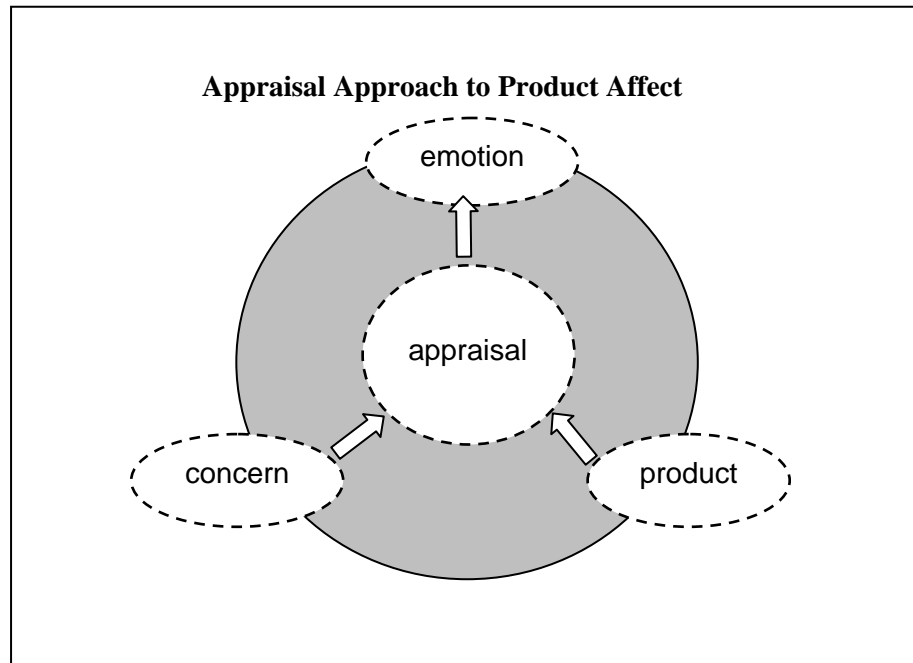 Appraisal Approach to Product Affect
emotion
appraisal
concern
product